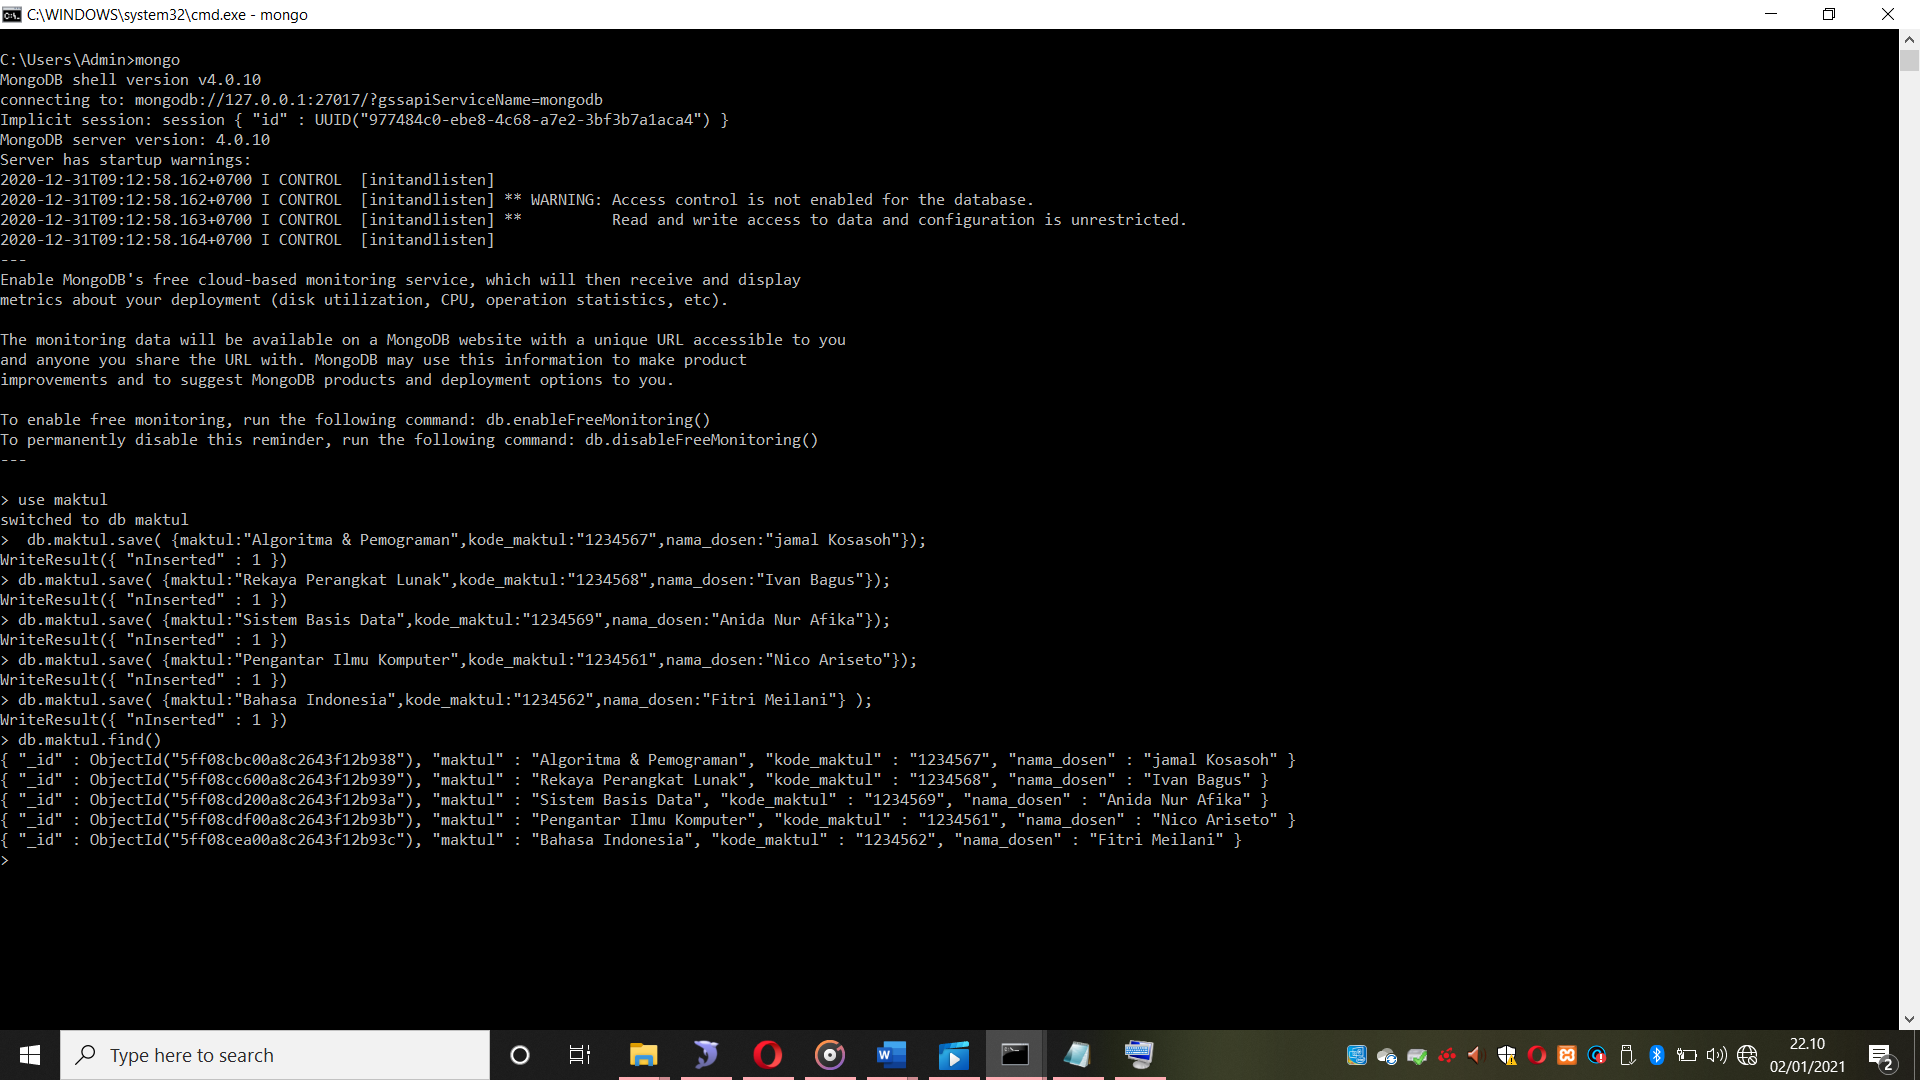 C:\WINDOWS\system32\cmd.exe - mongo
C:\Users\Admin>mongo
MongoDB shell version v4.0.10
connecting to: mongodb://127.0.0.1:27017/?gssapiServiceName=mongodb
Implicit session: session { "id" : UUID("977484c0-ebe8-4c68-a7e2-3bf3b7a1aca4") }
MongoDB server version: 4.0.10
Server has startup warnings:
2020-12-31T09:12:58.162+0700 I CONTROL  [initandlisten]
2020-12-31T09:12:58.162+0700 I CONTROL  [initandlisten] ** WARNING: Access control is not enabled for the database.
2020-12-31T09:12:58.163+0700 I CONTROL  [initandlisten] **          Read and write access to data and configuration is unrestricted.
2020-12-31T09:12:58.164+0700 I CONTROL  [initandlisten]
---
Enable MongoDB's free cloud-based monitoring service, which will then receive and display
metrics about your deployment (disk utilization, CPU, operation statistics, etc).
The monitoring data will be available on a MongoDB website with a unique URL accessible to you
and anyone you share the URL with. MongoDB may use this information to make product
improvements and to suggest MongoDB products and deployment options to you.
To enable free monitoring, run the following command: db.enableFreeMonitoring()
To permanently disable this reminder, run the following command: db.disableFreeMonitoring()
---
> use maktul
switched to db maktul
>  db.maktul.save( {maktul:"Algoritma & Pemograman",kode_maktul:"1234567",nama_dosen:"jamal Kosasoh"});
WriteResult({ "nInserted" : 1 })
> db.maktul.save( {maktul:"Rekaya Perangkat Lunak",kode_maktul:"1234568",nama_dosen:"Ivan Bagus"});
WriteResult({ "nInserted" : 1 })
> db.maktul.save( {maktul:"Sistem Basis Data",kode_maktul:"1234569",nama_dosen:"Anida Nur Afika"});
WriteResult({ "nInserted" : 1 })
> db.maktul.save( {maktul:"Pengantar Ilmu Komputer",kode_maktul:"1234561",nama_dosen:"Nico Ariseto"});
WriteResult({ "nInserted" : 1 })
> db.maktul.save( {maktul:"Bahasa Indonesia",kode_maktul:"1234562",nama_dosen:"Fitri Meilani"} );
WriteResult({ "nInserted" : 1 })
> db.maktul.find()
{ "_id" : ObjectId("5ff08cbc00a8c2643f12b938"), "maktul" : "Algoritma & Pemograman", "kode_maktul" : "1234567", "nama_dosen" : "jamal Kosasoh" }
{ "_id" : ObjectId("5ff08cc600a8c2643f12b939"), "maktul" : "Rekaya Perangkat Lunak", "kode_maktul" : "1234568", "nama_dosen" : "Ivan Bagus" }
{ "_id" : ObjectId("5ff08cd200a8c2643f12b93a"), "maktul" : "Sistem Basis Data", "kode_maktul" : "1234569", "nama_dosen" : "Anida Nur Afika" }
{ "_id" : ObjectId("5ff08cdf00a8c2643f12b93b"), "maktul" : "Pengantar Ilmu Komputer", "kode_maktul" : "1234561", "nama_dosen" : "Nico Ariseto" }
{ "_id" : ObjectId("5ff08cea00a8c2643f12b93c"), "maktul" : "Bahasa Indonesia", "kode_maktul" : "1234562", "nama_dosen" : "Fitri Meilani" }
>
Type here to search
22.10
02/01/2021
2